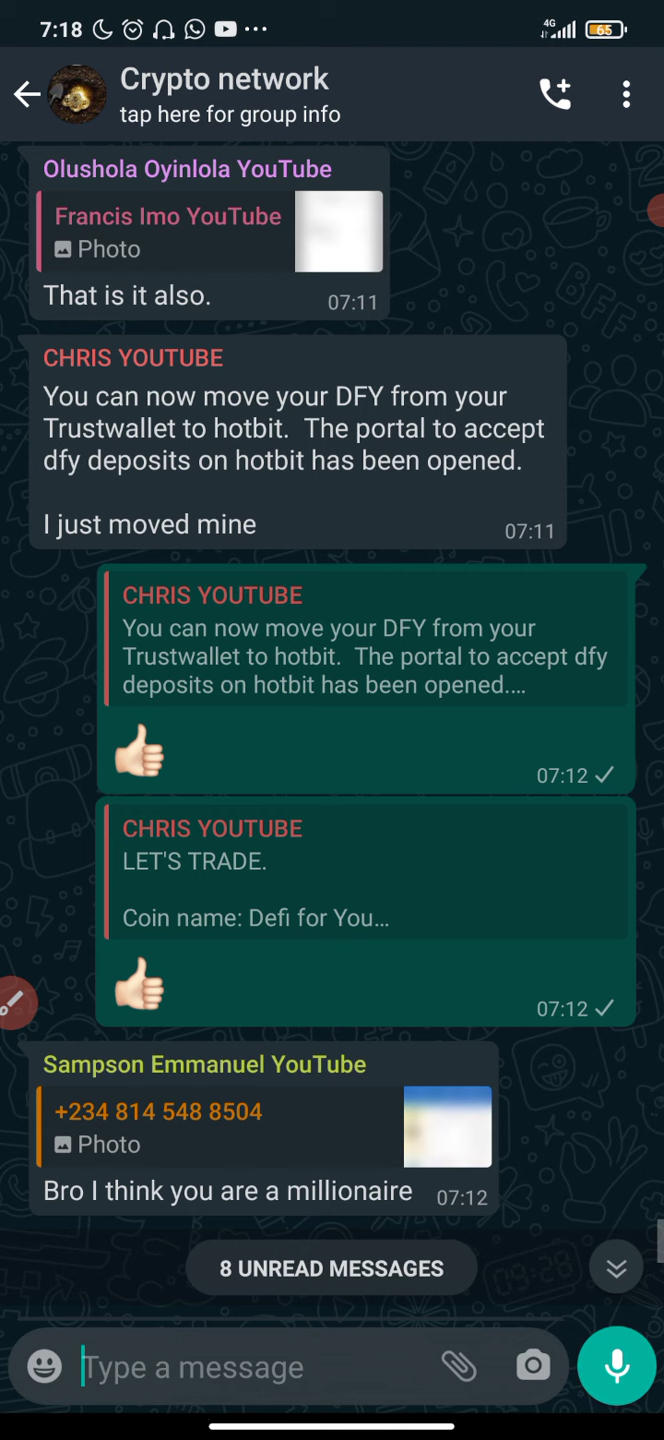 7:18
4G
65
Crypto network
tap here for group info
Olushola Oyinlola YouTube
Francis Imo YouTube
Photo
That is it also.
07:11
CHRIS YOUTUBE
You can now move your DFY from your
Trustwallet to hotbit. The portal to accept
dfy deposits on hotbit has been opened.
I just moved mine
07:11
CHRIS YOUTUBE
You can now move your DFY from your
Trustwallet to hotbit. The portal to accept dfy
deposits on hotbit has been opened....
07:12
CHRIS YOUTUBE
LET'S TRADE.
Coin name: Defi for You...
07:12
Sampson Emmanuel YouTube
+234 814 548 8504
Photo
Bro I think you are a millionaire
07:12
8 UNREAD MESSAGES
Type a message